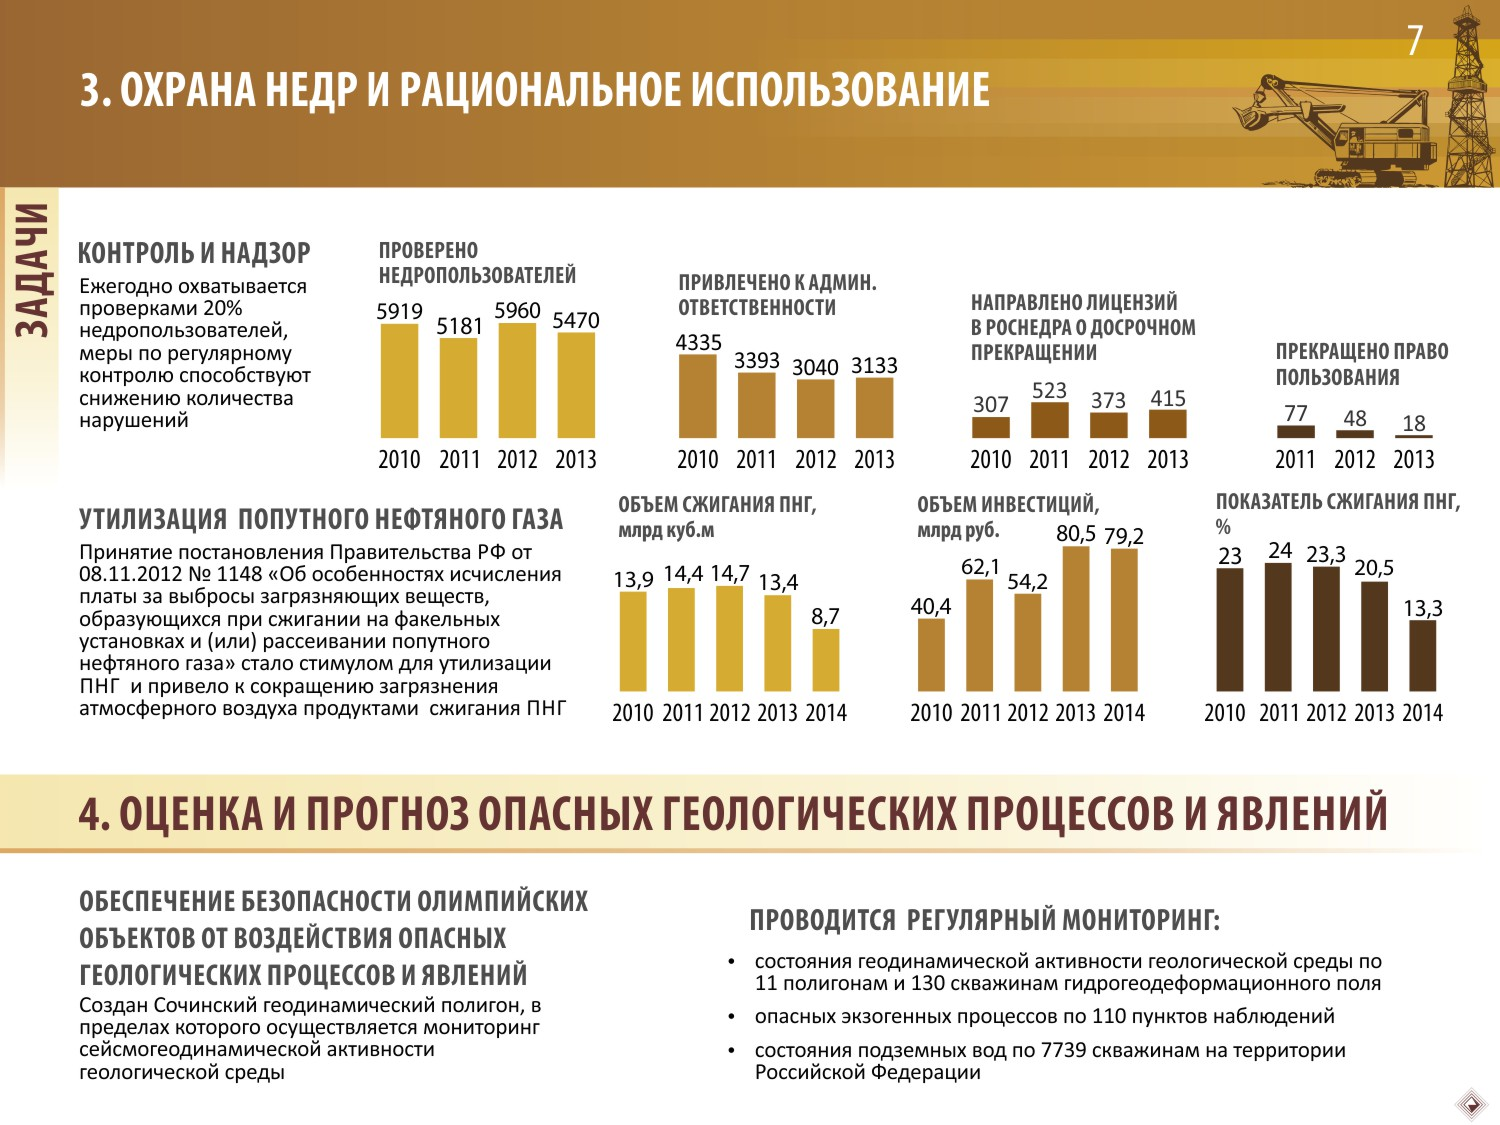 7
3. ОХРАНА НЕДР И РАЦИОНАЛЬНОЕ ИСПОЛЬЗОВАНИЕ
ЗАДАЧИ
КОНТРОЛЬ И НАДЗОР
Ежегодно охватывается
проверками 20%
недропользователей,
меры по регулярному
контролю способствуют
снижению количества
нарушений
ПРОВЕРЕНО
НЕДРОПОЛЬЗОВАТЕЛЕЙ
5919 5181 5960 5470
2010 2011 2012 2013
ПРИВЛЕЧЕНО К АДМИН.
ОТВЕТСТВЕННОСТИ
4335 3393 3040 3133
2010 2011 2012 2013
НАПРАВЛЕНО ЛИЦЕНЗИЙ
В РОСНЕДРА О ДОСРОЧНОМ
ПРЕКРАЩЕНИИ
307 523 373 415
2010 2011 2012 2013
ПРЕКРАЩЕНО ПРАВО
ПОЛЬЗОВАНИЯ
77 48 18
2011 2012 2013
УТИЛИЗАЦИЯ ПОПУТНОГО НЕФТЯНОГО ГАЗА
Принятие постановления Правительства РФ от
08.11.2012 № 1148 «Об особенностях исчисления
платы за выбросы загрязняющих веществ,
образующихся при сжигании на факельных
установках и (или) рассеивании попутного
нефтяного газа» стало стимулом для утилизации
ПНГ и привело к сокращению загрязнения
атмосферного воздуха продуктами сжигания ПНГ
ОБЪЕМ СЖИГАНИЯ ПНГ,
млрд куб.м
13,9 14,4 14,7 13,4 8,7
2010 2011 2012 2013 2014
ОБЪЕМ ИНВЕСТИЦИЙ,
млрд руб.
40,4 62,1 54,2 80,5 79,2
2010 2011 2012 2013 2014
ПОКАЗАТЕЛЬ СЖИГАНИЯ ПНГ,
%
23 24 23,3 20,5 13,3
2010 2011 2012 2013 2014
4. ОЦЕНКА И ПРОГНОЗ ОПАСНЫХ ГЕОЛОГИЧЕСКИХ ПРОЦЕССОВ И ЯВЛЕНИЙ
ОБЕСПЕЧЕНИЕ БЕЗОПАСНОСТИ ОЛИМПИЙСКИХ
ОБЪЕКТОВ ОТ ВОЗДЕЙСТВИЯ ОПАСНЫХ
ГЕОЛОГИЧЕСКИХ ПРОЦЕССОВ И ЯВЛЕНИЙ
Создан Сочинский геодинамический полигон, в
пределах которого осуществляется мониторинг
сейсмогеодинамической активности
геологической среды
ПРОВОДИТСЯ РЕГУЛЯРНЫЙ МОНИТОРИНГ:
• состояния геодинамической активности геологической среды по
11 полигонам и 130 скважинам гидрогеодеформационного поля
• опасных экзогенных процессов по 110 пунктов наблюдений
• состояния подземных вод по 7739 скважинам на территории
Российской Федерации